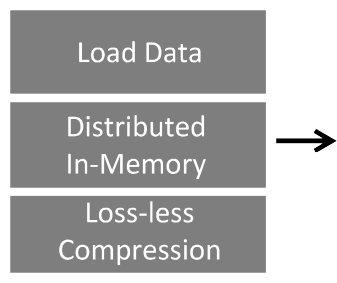 Load Data
Distributed
In-Memory
Loss-less
Compression